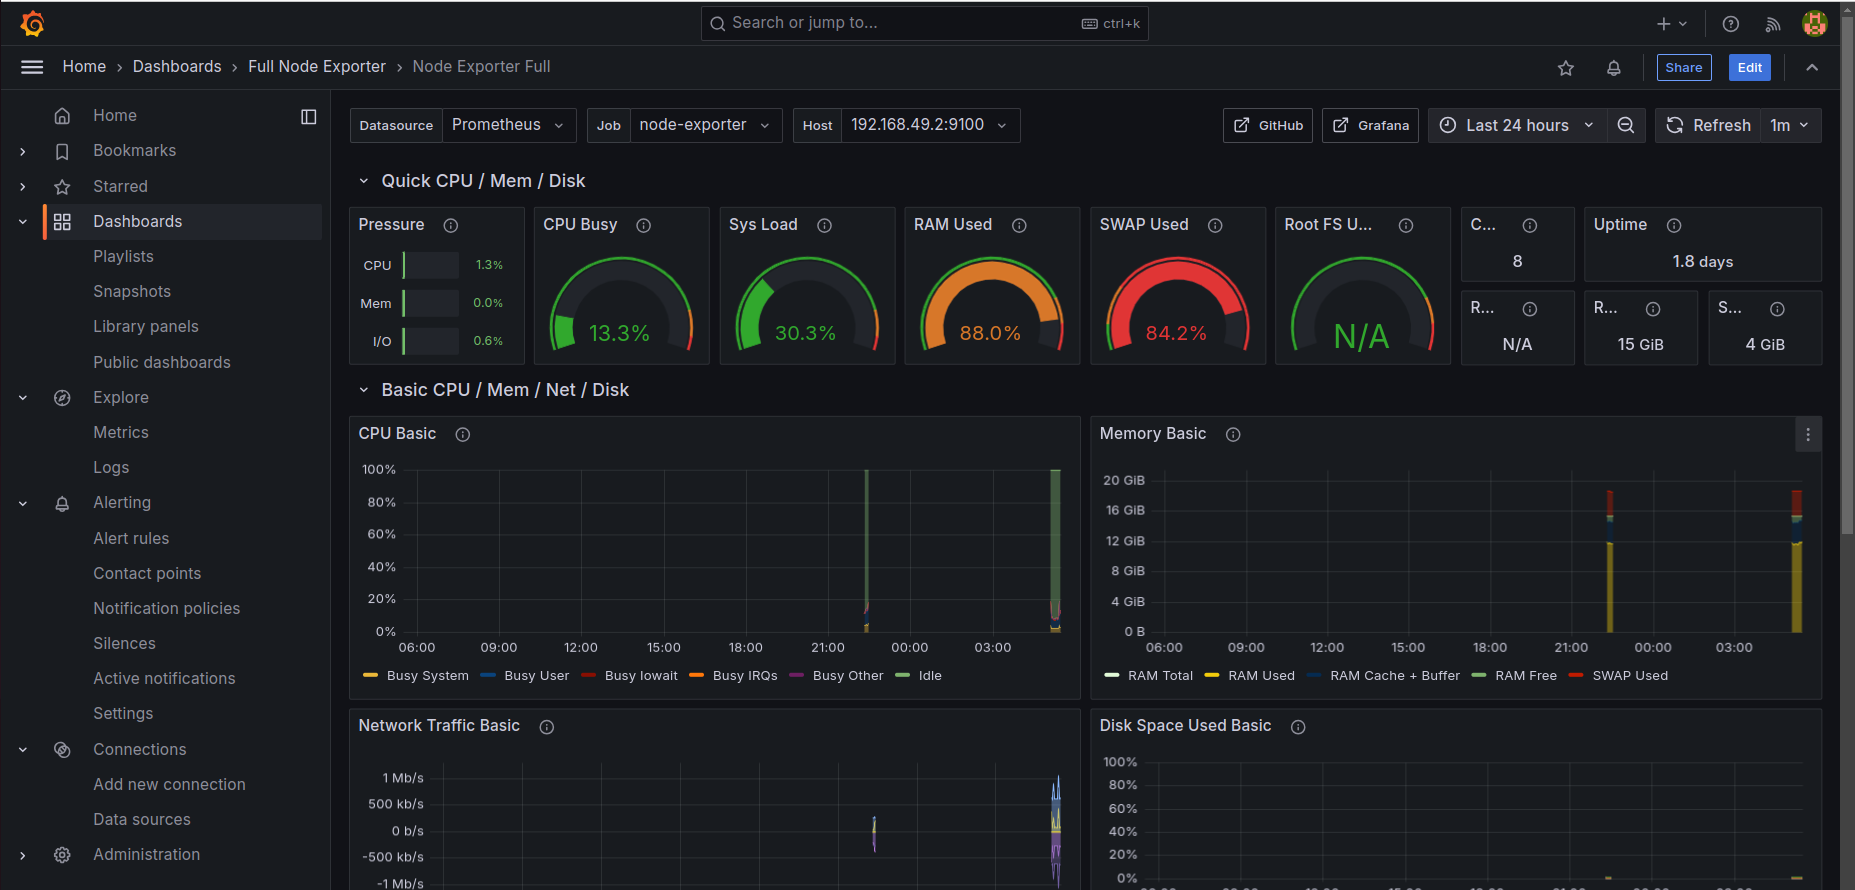 Search or jump to...
ctrl+k
Home › Dashboards › Full Node Exporter › Node Exporter Full
Share
Edit
Home
Bookmarks
Starred
Dashboards
Playlists
Snapshots
Library panels
Public dashboards
Explore
Metrics
Logs
Alerting
Alert rules
Contact points
Notification policies
Silences
Active notifications
Settings
Connections
Add new connection
Data sources
Administration
Datasource Prometheus Job node-exporter Host 192.168.49.2:9100
GitHub Grafana Last 24 hours Refresh 1m
Quick CPU / Mem / Disk
Pressure
CPU 1.3%
Mem 0.0%
I/O 0.6%
CPU Busy
13.3%
Sys Load
30.3%
RAM Used
88.0%
SWAP Used
84.2%
Root FS U...
N/A
C...
8
Uptime
1.8 days
R...
N/A
R...
15 GiB
S...
4 GiB
Basic CPU / Mem / Net / Disk
CPU Basic
100%
80%
60%
40%
20%
0%
06:00 09:00 12:00 15:00 18:00 21:00 00:00 03:00
Busy System Busy User Busy Iowait Busy IRQs Busy Other Idle
Memory Basic
20 GiB
16 GiB
12 GiB
8 GiB
4 GiB
0 B
06:00 09:00 12:00 15:00 18:00 21:00 00:00 03:00
RAM Total RAM Used RAM Cache + Buffer RAM Free SWAP Used
Network Traffic Basic
1 Mb/s
500 kb/s
0 b/s
-500 kb/s
-1 Mb/s
Disk Space Used Basic
100%
80%
60%
40%
20%
0%